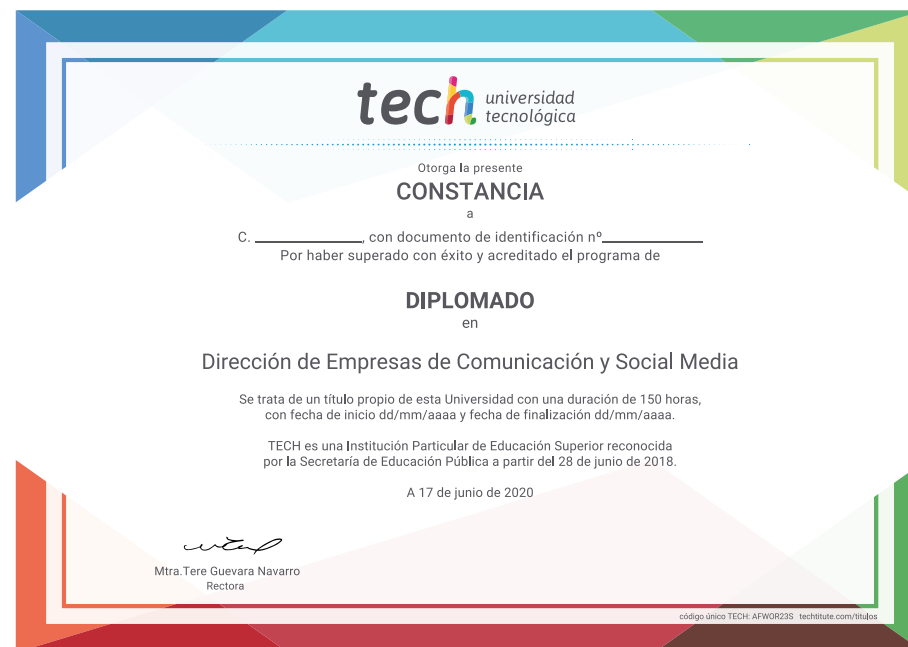 tech universidad
tecnológica
Otorga la presente
CONSTANCIA
a
C. ____________, con documento de identificación nº____________
Por haber superado con éxito y acreditado el programa de
DIPLOMADO
en
Dirección de Empresas de Comunicación y Social Media
Se trata de un título propio de esta Universidad con una duración de 150 horas,
con fecha de inicio dd/mm/aaaa y fecha de finalización dd/mm/aaaa.
TECH es una Institución Particular de Educación Superior reconocida
por la Secretaría de Educación Pública a partir del 28 de junio de 2018.
A 17 de junio de 2020
Mtra.Tere Guevara Navarro
Rectora
código único TECH: AFWOR23S techtitute.com/titulos